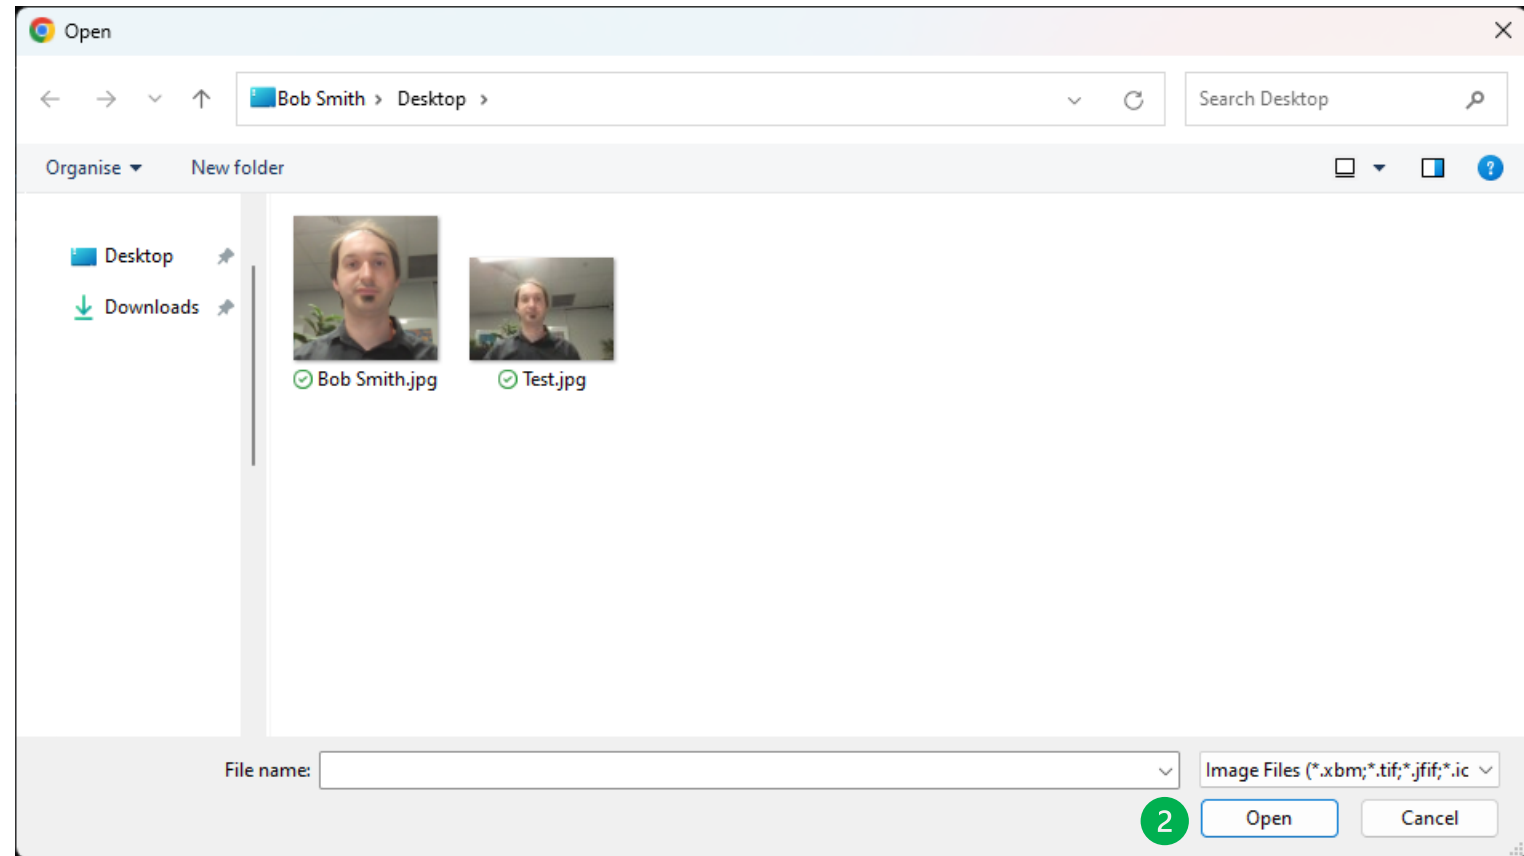 Open
Bob Smith > Desktop >
Search Desktop
Organise
New folder
?
Desktop
Downloads
Bob Smith.jpg
Test.jpg
File name:
Image Files (*.xbm;*.tif;*.jfif;*.ic
2
Open
Cancel